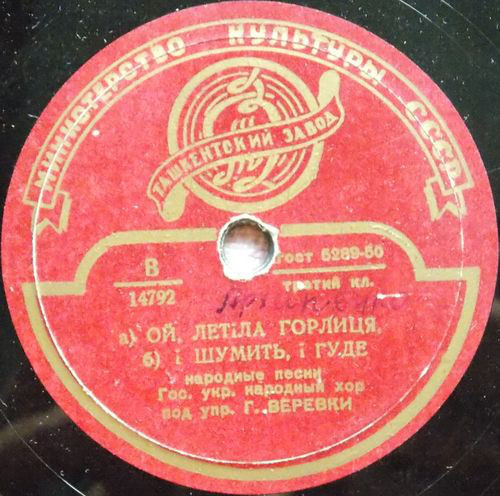 МИНИСТЕРСТВО КУЛЬТУРЫ СССР
ТАШКЕНТСКИЙ ЗАВОД
В
14792
ГОСТ 5289-50
третий кл.
а) ОЙ, ЛЕТІЛА ГОРЛИЦЯ,
б) і ШУМИТЬ, і ГУДЕ
народные песни
Гос. укр. народный хор
под упр. Г. ВЕРЕВКИ